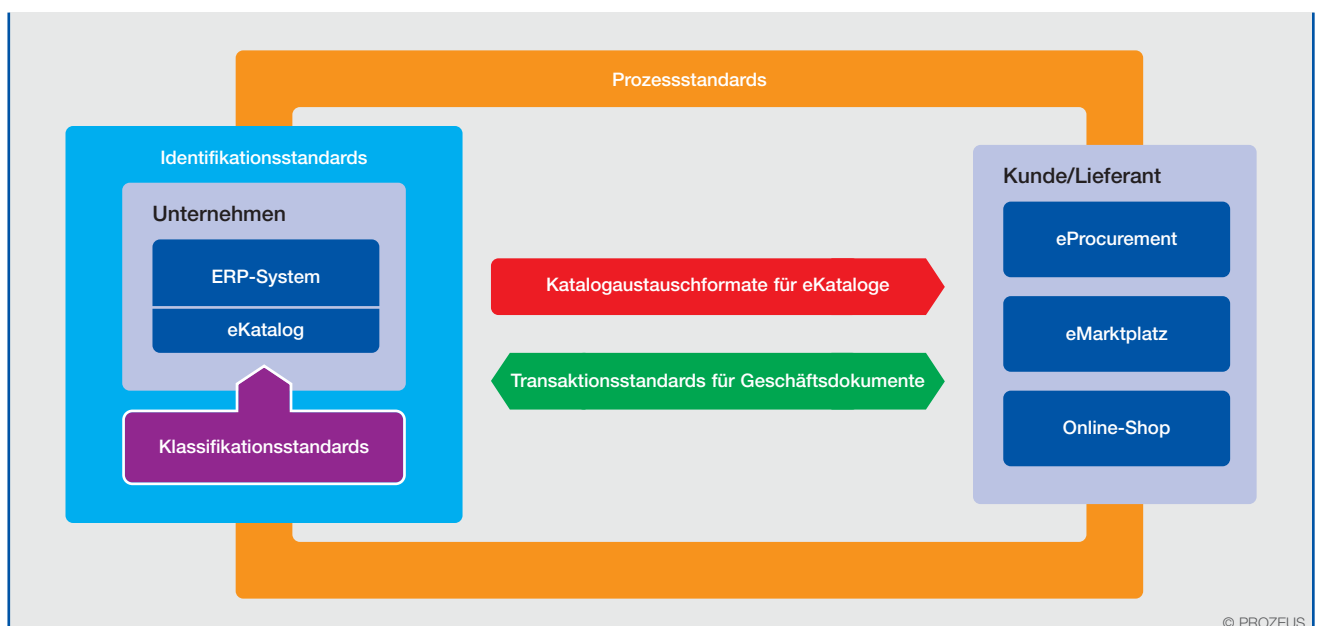 Prozessstandards
Identifikationsstandards
Unternehmen
ERP-System
eKatalog
Klassifikationsstandards
Katalogaustauschformate für eKataloge
Transaktionsstandards für Geschäftsdokumente
Kunde/Lieferant
eProcurement
eMarktplatz
Online-Shop
© PROZEUS